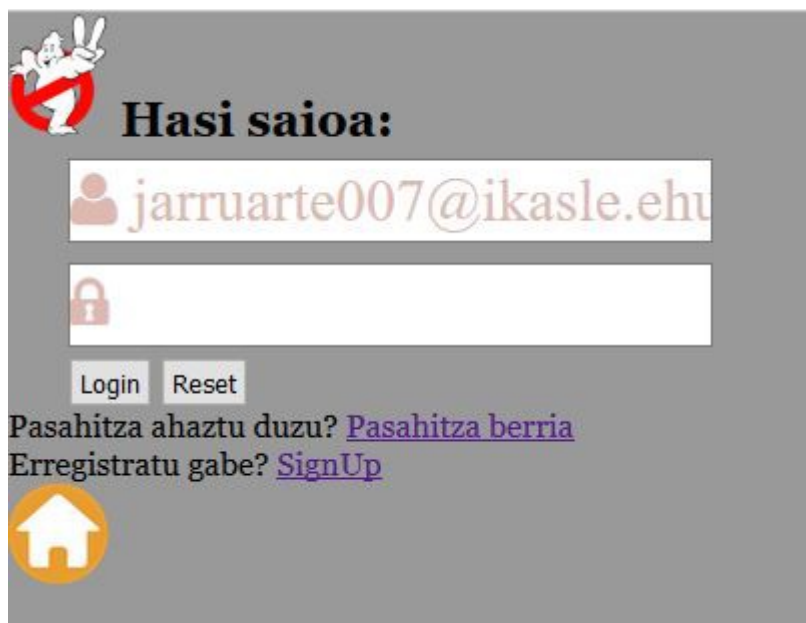 Hasi saioa:
jarruarte007@ikasle.ehu
Login Reset
Pasahitza ahaztu duzu? Pasahitza berria
Erregistratu gabe? SignUp